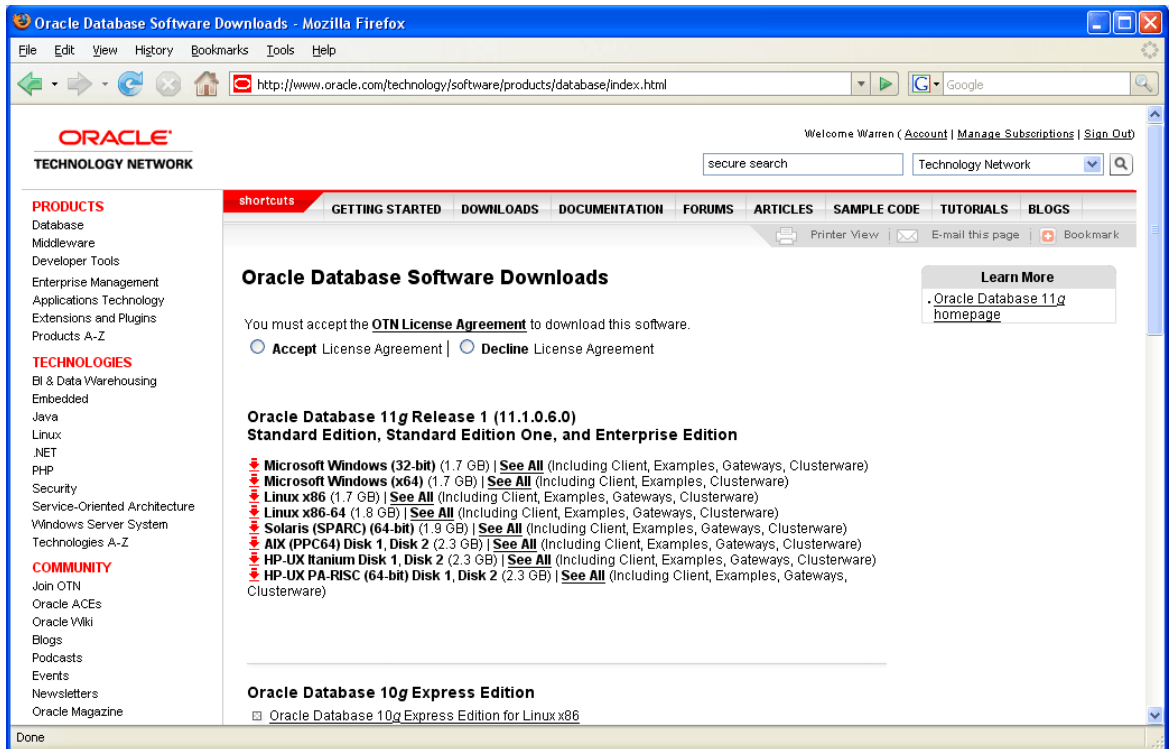 Oracle Database Software Downloads - Mozilla Firefox
File Edit View History Bookmarks Tools Help
http://www.oracle.com/technology/software/products/database/index.html
G Google
ORACLE
TECHNOLOGY NETWORK
Welcome Warren ( Account | Manage Subscriptions | Sign Out)
secure search Technology Network
PRODUCTS
Database
Middleware
Developer Tools
Enterprise Management
Applications Technology
Extensions and Plugins
Products A-Z
TECHNOLOGIES
BI & Data Warehousing
Embedded
Java
Linux
.NET
PHP
Security
Service-Oriented Architecture
Windows Server System
Technologies A-Z
COMMUNITY
Join OTN
Oracle ACEs
Oracle Wiki
Blogs
Podcasts
Events
Newsletters
Oracle Magazine
shortcuts GETTING STARTED DOWNLOADS DOCUMENTATION FORUMS ARTICLES SAMPLE CODE TUTORIALS BLOGS
Printer View | E-mail this page | Bookmark
Oracle Database Software Downloads
You must accept the OTN License Agreement to download this software.
Accept License Agreement | Decline License Agreement
Oracle Database 11g Release 1 (11.1.0.6.0)
Standard Edition, Standard Edition One, and Enterprise Edition
Microsoft Windows (32-bit) (1.7 GB) | See All (Including Client, Examples, Gateways, Clusterware)
Microsoft Windows (x64) (1.7 GB) | See All (Including Client, Examples, Gateways, Clusterware)
Linux x86 (1.7 GB) | See All (Including Client, Examples, Gateways, Clusterware)
Linux x86-64 (1.8 GB) | See All (Including Client, Examples, Gateways, Clusterware)
Solaris (SPARC) (64-bit) (1.9 GB) | See All (Including Client, Examples, Gateways, Clusterware)
AIX (PPC64) Disk 1, Disk 2 (2.3 GB) | See All (Including Client, Examples, Gateways, Clusterware)
HP-UX Itanium Disk 1, Disk 2 (2.3 GB) | See All (Including Client, Examples, Gateways, Clusterware)
HP-UX PA-RISC (64-bit) Disk 1, Disk 2 (2.3 GB) | See All (Including Client, Examples, Gateways,
Clusterware)
Oracle Database 10g Express Edition
Oracle Database 10g Express Edition for Linux x86
Learn More
Oracle Database 11g
homepage
Done